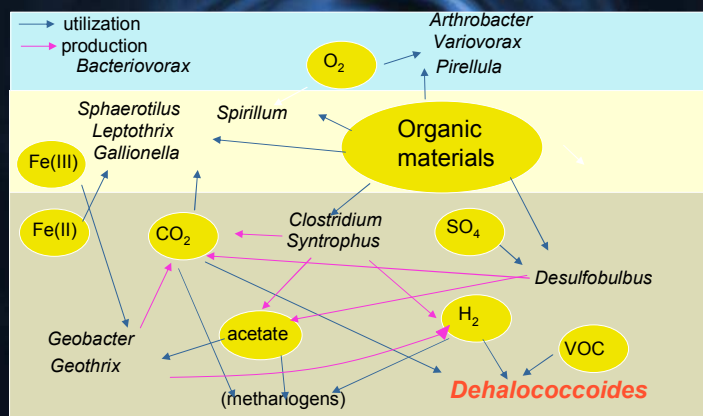 utilization
production
Bacteriovorax
O₂
Arthrobacter
Variovorax
Pirellula
Sphaerotilus
Leptothrix
Gallionella
Spirillum
Organic
materials
Fe(III)
Fe(II)
CO₂
Clostridium
Syntrophus
SO₄
Desulfobulbus
Geobacter
Geothrix
acetate
H₂
VOC
(methanogens)
Dehalococcoides